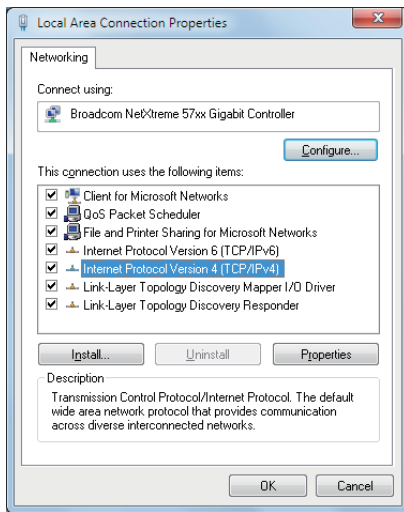 Local Area Connection Properties
Networking
Connect using:
Broadcom NetXtreme 57xx Gigabit Controller
Configure...
This connection uses the following items:
Client for Microsoft Networks
QoS Packet Scheduler
File and Printer Sharing for Microsoft Networks
Internet Protocol Version 6 (TCP/IPv6)
Internet Protocol Version 4 (TCP/IPv4)
Link-Layer Topology Discovery Mapper I/O Driver
Link-Layer Topology Discovery Responder
Install... Uninstall Properties
Description
Transmission Control Protocol/Internet Protocol. The default
wide area network protocol that provides communication
across diverse interconnected networks.
OK Cancel